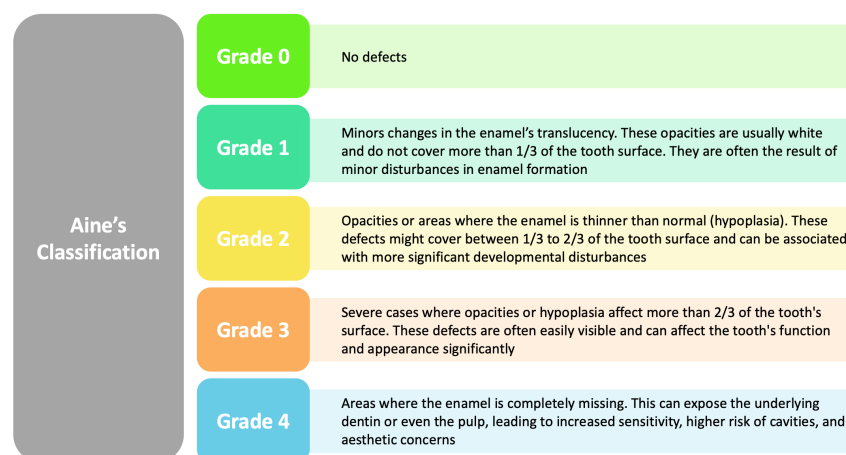 Aine’s
Classification
Grade 0
No defects
Grade 1
Minors changes in the enamel’s translucency. These opacities are usually white
and do not cover more than 1/3 of the tooth surface. They are often the result of
minor disturbances in enamel formation
Grade 2
Opacities or areas where the enamel is thinner than normal (hypoplasia). These
defects might cover between 1/3 to 2/3 of the tooth surface and can be associated
with more significant developmental disturbances
Grade 3
Severe cases where opacities or hypoplasia affect more than 2/3 of the tooth's
surface. These defects are often easily visible and can affect the tooth's function
and appearance significantly
Grade 4
Areas where the enamel is completely missing. This can expose the underlying
dentin or even the pulp, leading to increased sensitivity, higher risk of cavities, and
aesthetic concerns